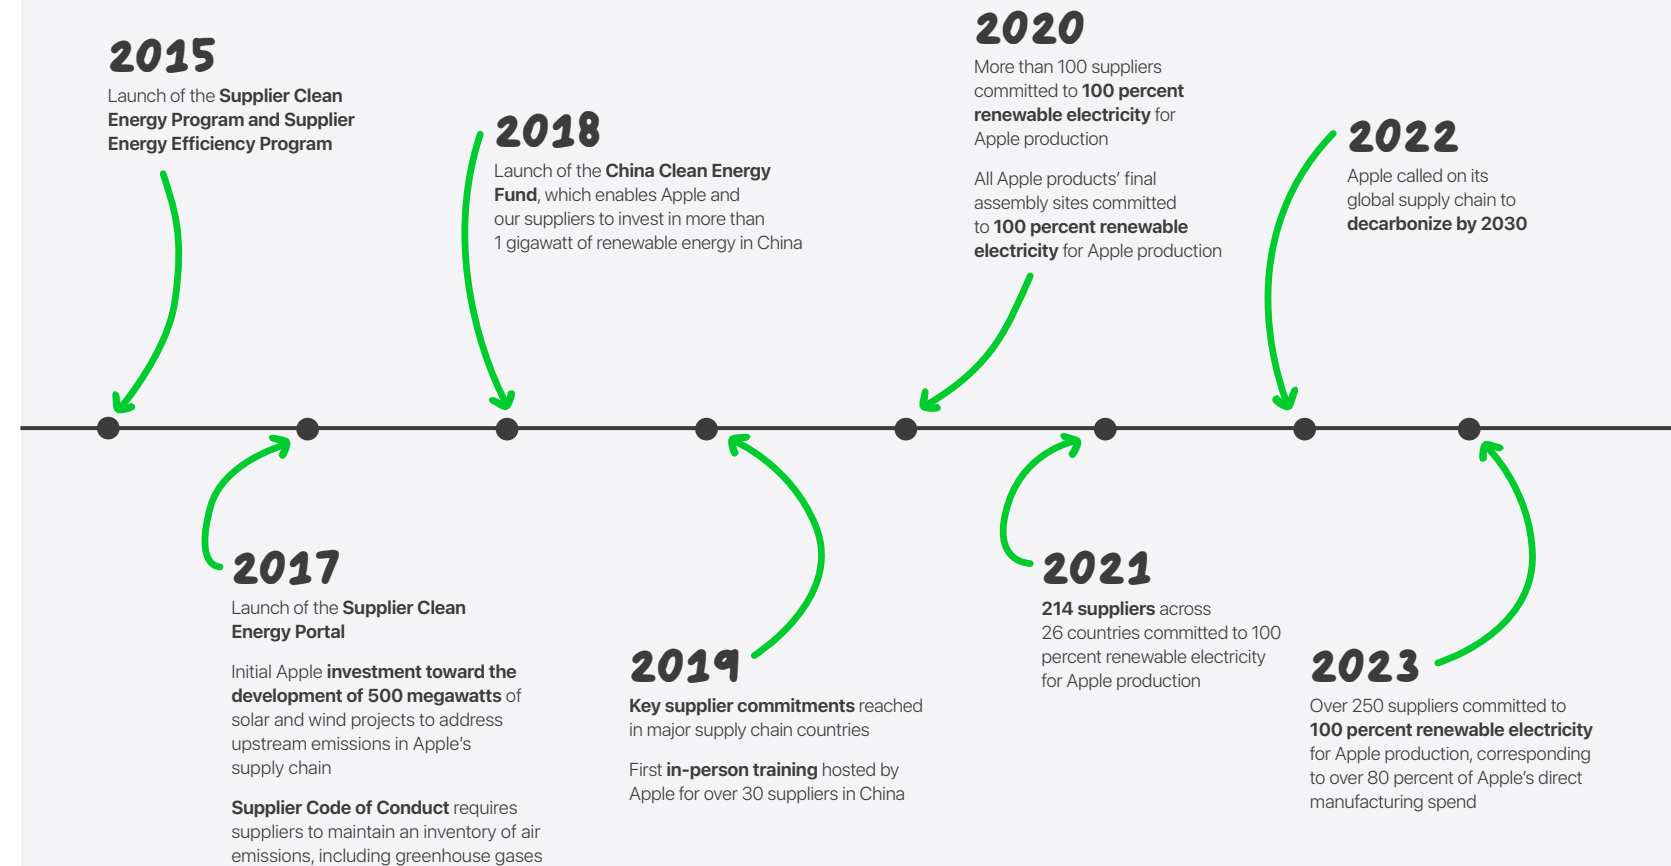 2015
Launch of the Supplier Clean
Energy Program and Supplier
Energy Efficiency Program
2017
Launch of the Supplier Clean
Energy Portal
Initial Apple investment toward the
development of 500 megawatts of
solar and wind projects to address
upstream emissions in Apple’s
supply chain
Supplier Code of Conduct requires
suppliers to maintain an inventory of air
emissions, including greenhouse gases
2018
Launch of the China Clean Energy
Fund, which enables Apple and
our suppliers to invest in more than
1 gigawatt of renewable energy in China
2019
Key supplier commitments reached
in major supply chain countries
First in-person training hosted by
Apple for over 30 suppliers in China
2020
More than 100 suppliers
committed to 100 percent
renewable electricity for
Apple production
All Apple products’ final
assembly sites committed
to 100 percent renewable
electricity for Apple production
2021
214 suppliers across
26 countries committed to 100
percent renewable electricity
for Apple production
2022
Apple called on its
global supply chain to
decarbonize by 2030
2023
Over 250 suppliers committed to
100 percent renewable electricity
for Apple production, corresponding
to over 80 percent of Apple’s direct
manufacturing spend